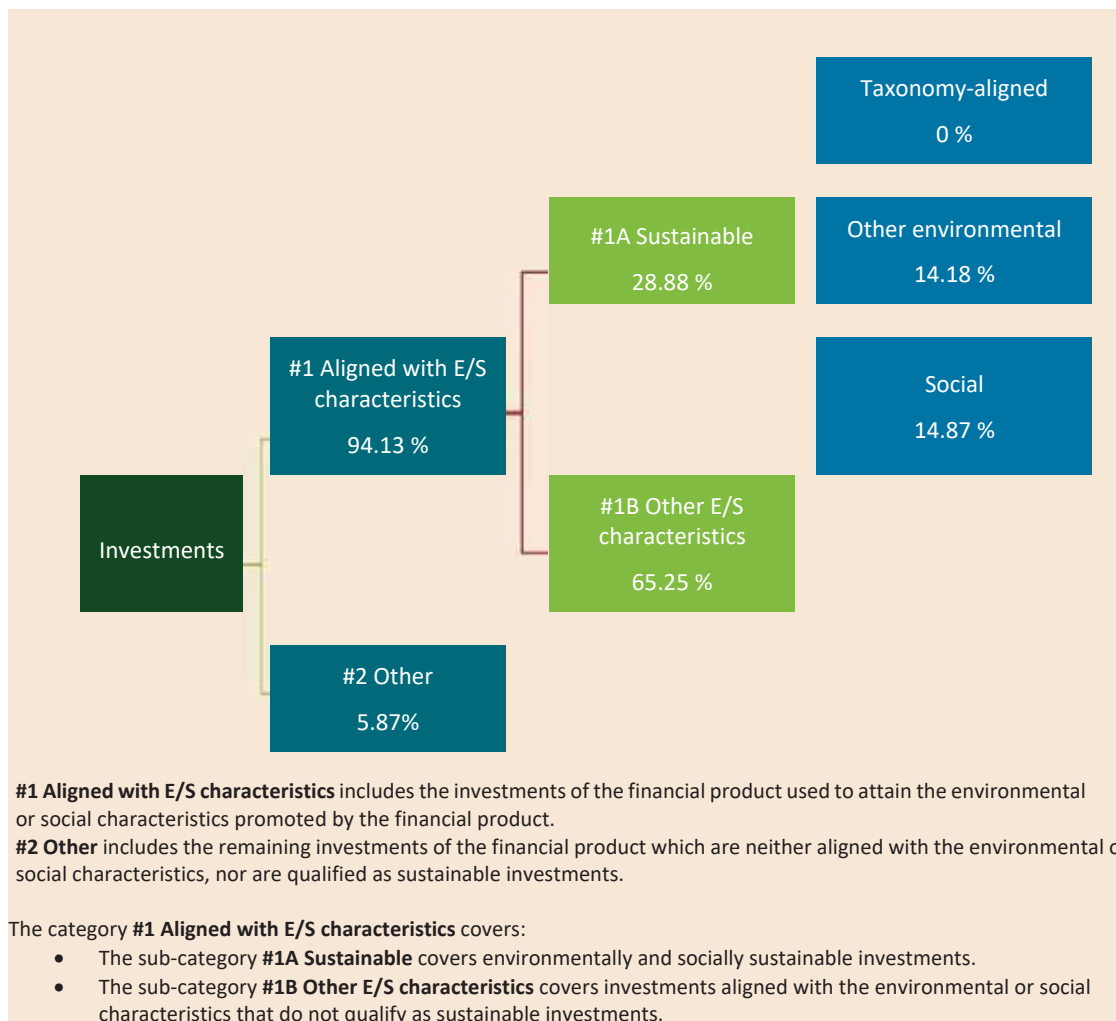 Taxonomy-aligned
0 %
#1A Sustainable
28.88 %
Other environmental
14.18 %
#1 Aligned with E/S
characteristics
94.13 %
Social
14.87 %
Investments
#1B Other E/S
characteristics
65.25 %
#2 Other
5.87%
#1 Aligned with E/S characteristics includes the investments of the financial product used to attain the environmental
or social characteristics promoted by the financial product.
#2 Other includes the remaining investments of the financial product which are neither aligned with the environmental
social characteristics, nor are qualified as sustainable investments.
The category #1 Aligned with E/S characteristics covers:
• The sub-category #1A Sustainable covers environmentally and socially sustainable investments.
• The sub-category #1B Other E/S characteristics covers investments aligned with the environmental or social
characteristics that do not qualify as sustainable investments.